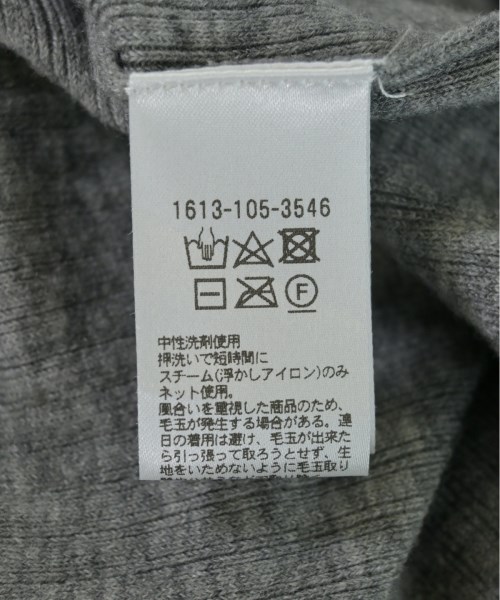 1613-105-3546
F
中性洗剤使用
押洗いで短時間に
スチーム(浮かしアイロン)のみ
ネット使用。
風合いを重視した商品のため、
毛玉が発生する場合がある。連
日の着用は避け、毛玉が出来た
ら引っ張って取ろうとせず、生
地をいためないように毛玉取り